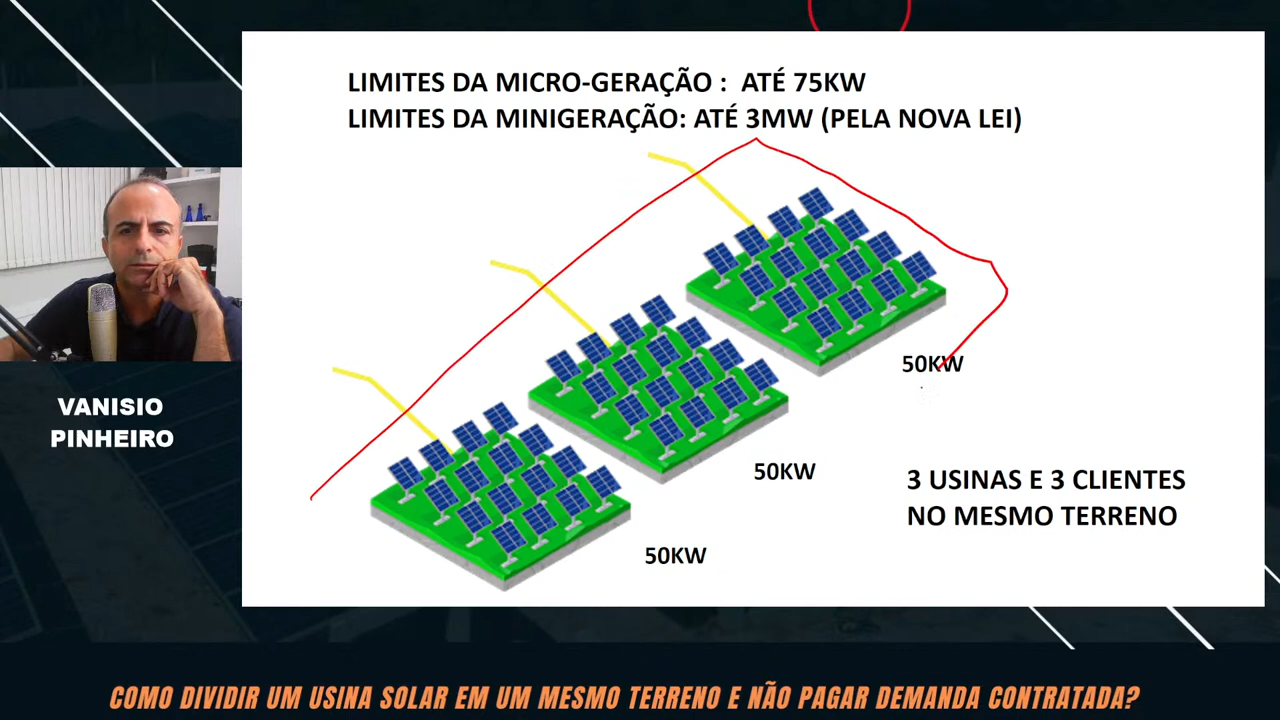 LIMITES DA MICRO-GERAÇÃO : ATÉ 75KW
LIMITES DA MINIGERAÇÃO: ATÉ 3MW (PELA NOVA LEI)
VANISIO
PINHEIRO
50KW
50KW
50KW
3 USINAS E 3 CLIENTES
NO MESMO TERRENO
COMO DIVIDIR UM USINA SOLAR EM UM MESMO TERRENO E NÃO PAGAR DEMANDA CONTRATADA?